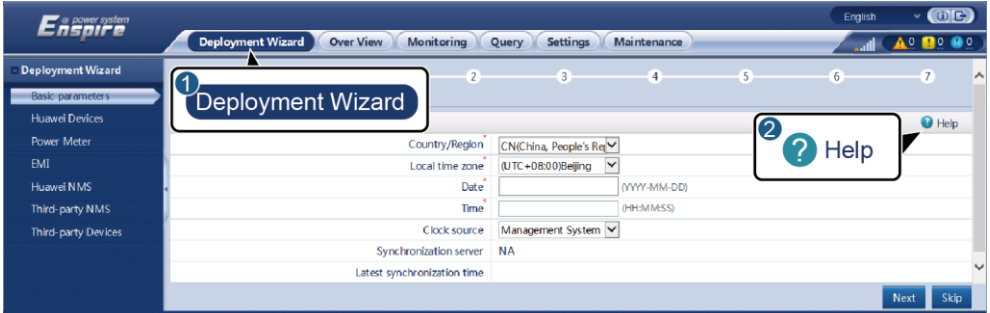 Enspire @ power system
English
Deployment Wizard Over View Monitoring Query Settings Maintenance
0 0 0
Deployment Wizard
1
Deployment Wizard
2 3 4 5 6 7
Basic parameters
Huawei Devices
Help
Power Meter
2
? Help
Country/Region * CN(China, People's Rep
EMI
Local time zone * (UTC+08:00)Beijing
Huawei NMS
Date * (YYYY-MM-DD)
Third-party NMS
Time * (HH:MM:SS)
Third-party Devices
Clock source Management System
Synchronization server NA
Latest synchronization time
Next Skip